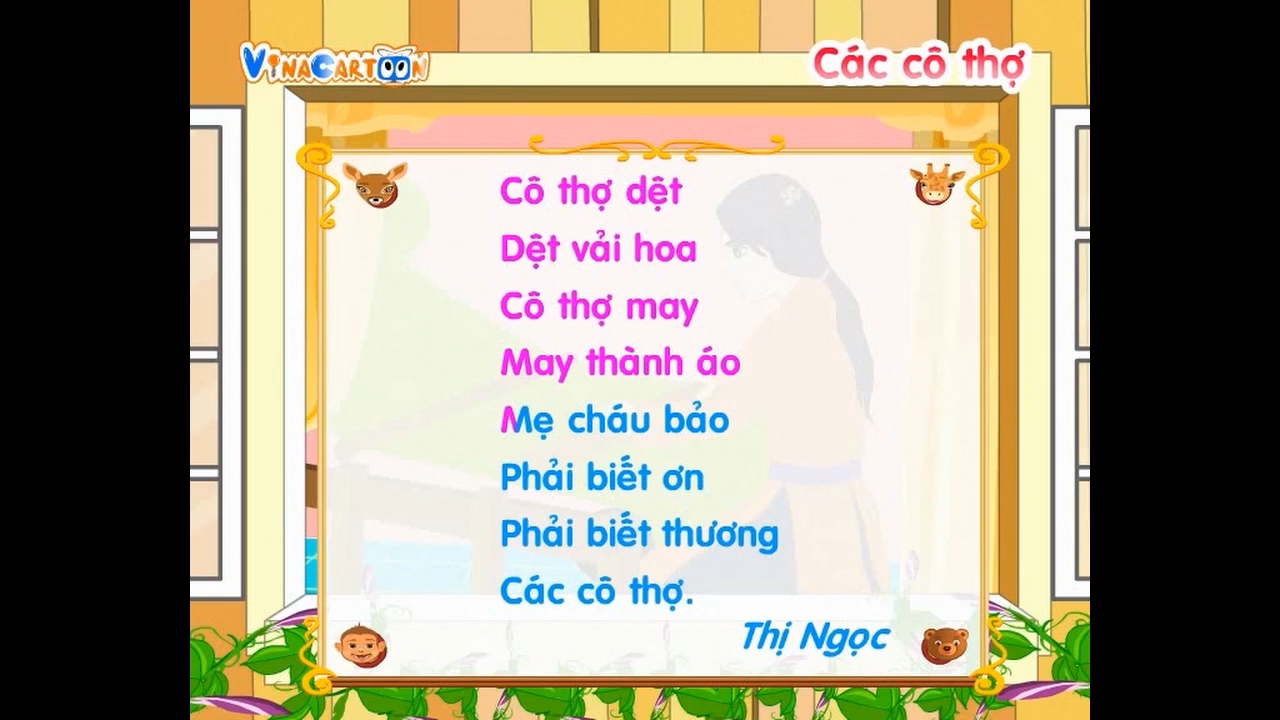 VINACARTOON
Các cô thợ
Cô thợ dệt
Dệt vải hoa
Cô thợ may
May thành áo
Mẹ cháu bảo
Phải biết ơn
Phải biết thương
Các cô thợ.
Thị Ngọc